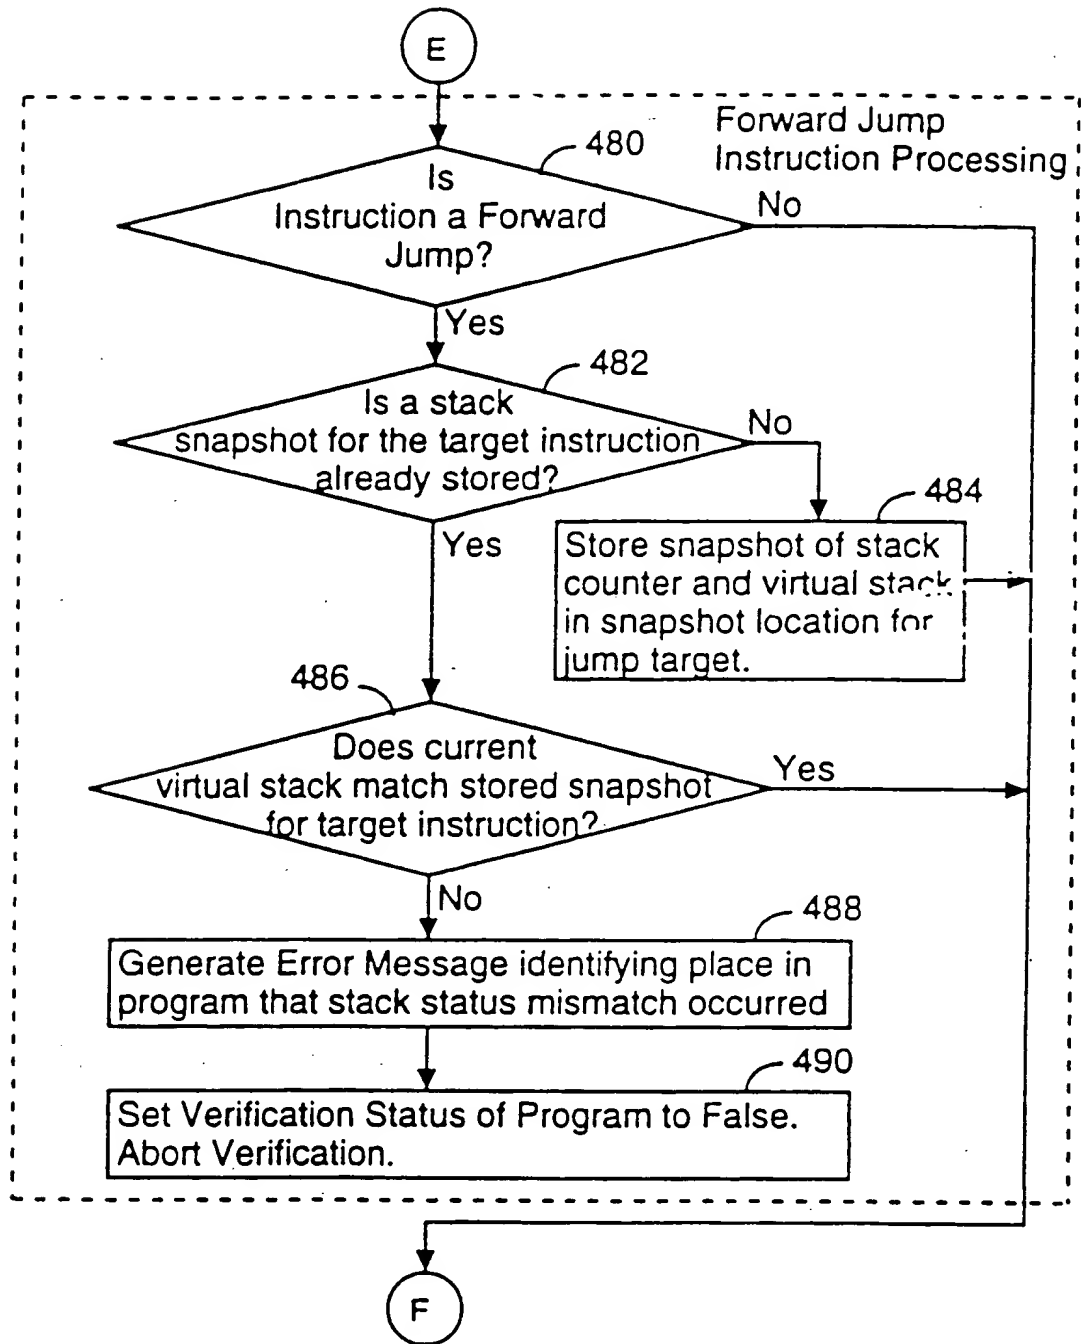 E
Forward Jump
Instruction Processing
480
Is
Instruction a Forward
Jump?
No
Yes
482
Is a stack
snapshot for the target instruction
already stored?
No
Yes
484
Store snapshot of stack
counter and virtual stack
in snapshot location for
jump target.
486
Does current
virtual stack match stored snapshot
for target instruction?
Yes
No
488
Generate Error Message identifying place in
program that stack status mismatch occurred
490
Set Verification Status of Program to False.
Abort Verification.
F